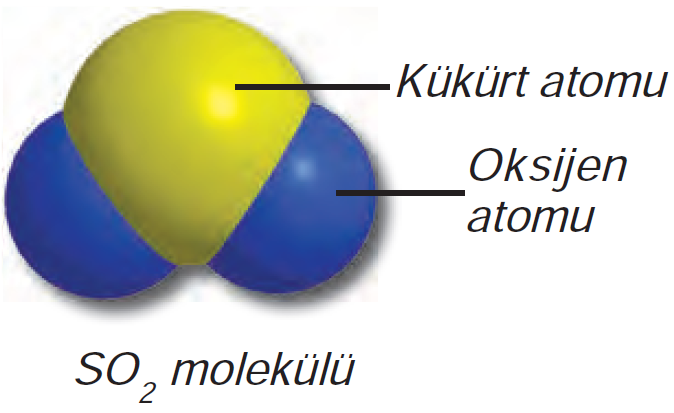 Kükürt atomu
Oksijen
atomu
SO₂ molekülü